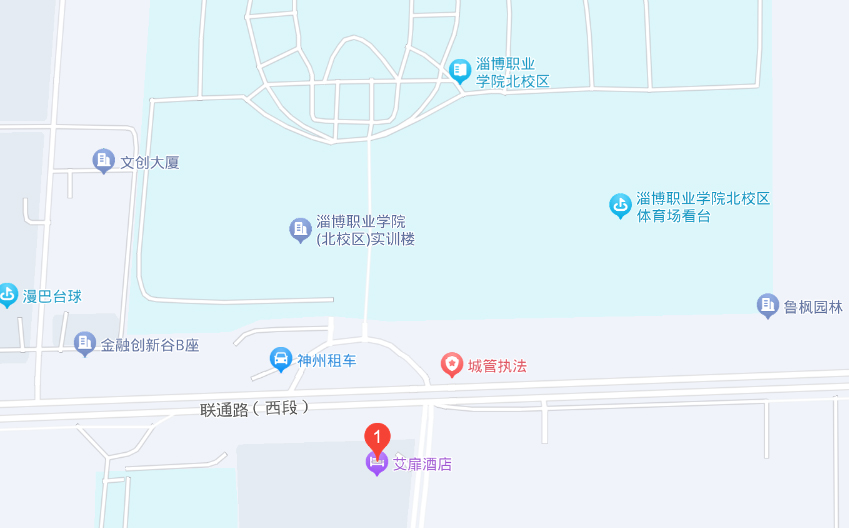 淄博职业
学院北校区
文创大厦
淄博职业学院北校区
体育场看台
淄博职业学院
(北校区)实训楼
漫巴台球
鲁枫园林
金融创新谷B座
神州租车
城管执法
联通路(西段)
1
艾扉酒店